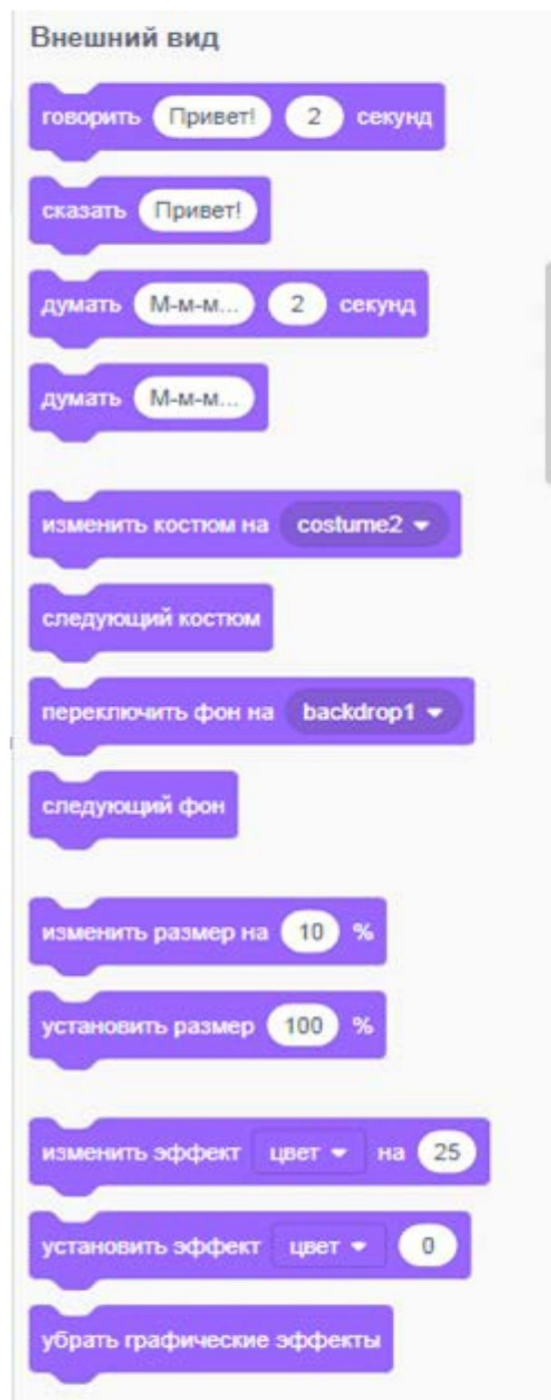 Внешний вид
говорить Привет! 2 секунд
сказать Привет!
думать М-м-м... 2 секунд
думать М-м-м...
изменить костюм на costume2
следующий костюм
переключить фон на backdrop1
следующий фон
изменить размер на 10 %
установить размер 100 %
изменить эффект цвет на 25
установить эффект цвет 0
убрать графические эффекты